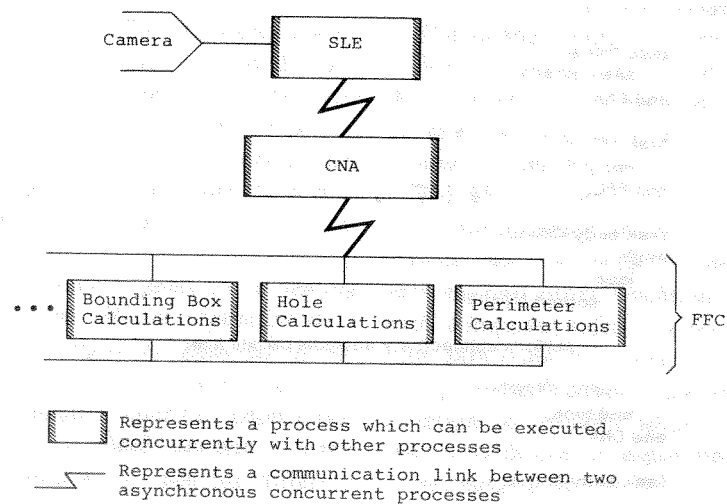 Camera
SLE
CNA
...
Bounding Box
Calculations
Hole
Calculations
Perimeter
Calculations
FFC
Represents a process which can be executed
concurrently with other processes
Represents a communication link between two
asynchronous concurrent processes